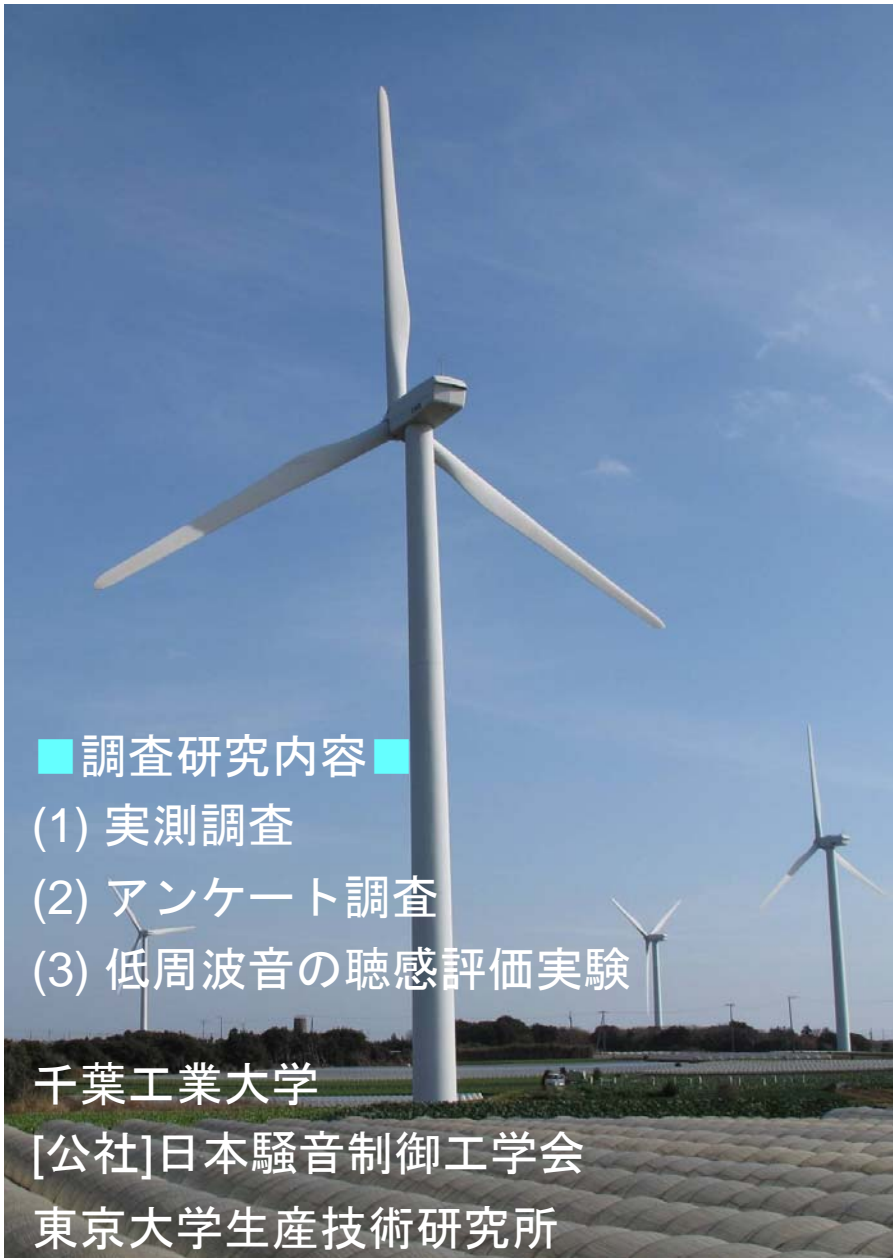 ■調査研究内容■
(1) 実測調査
(2) アンケート調査
(3) 低周波音の聴感評価実験
千葉工業大学
[公社]日本騒音制御工学会
東京大学生産技術研究所